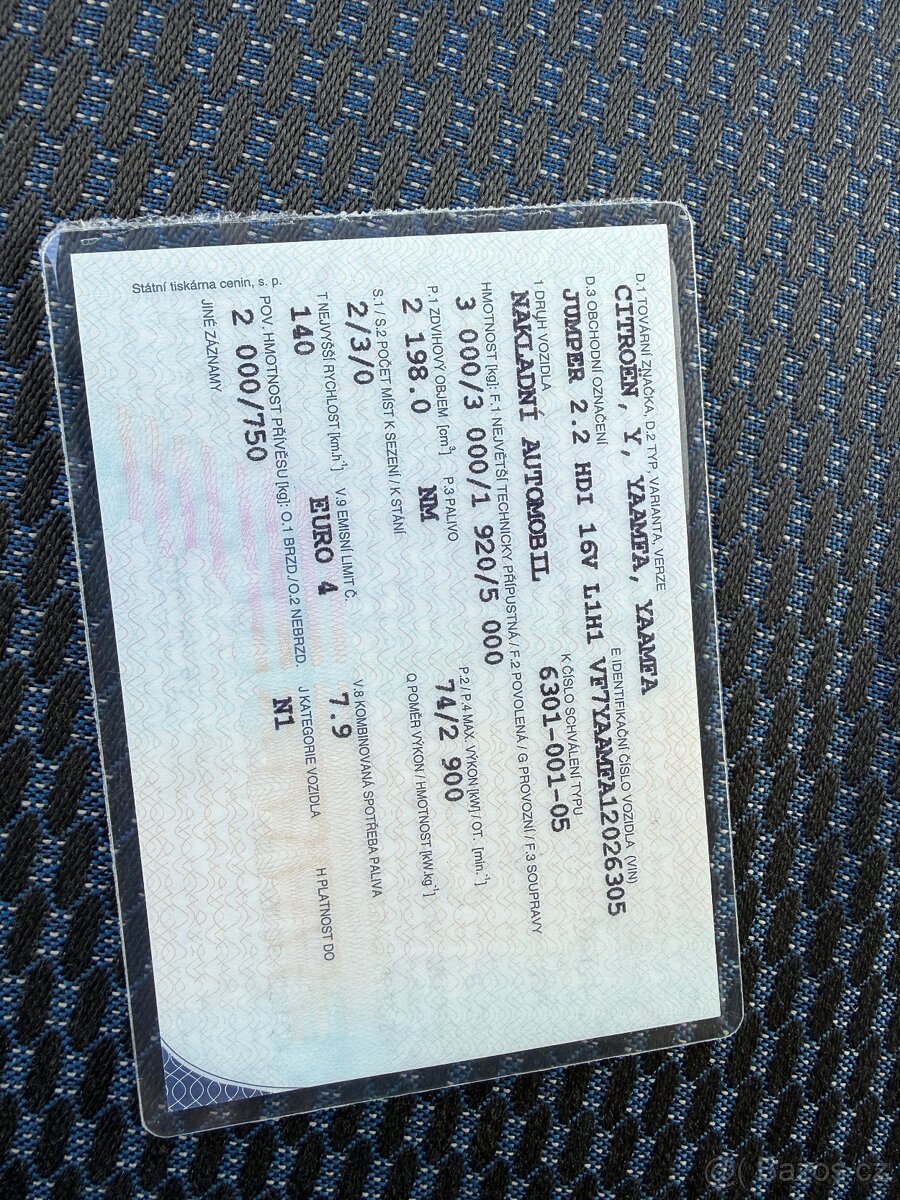 D.1 TOVÁRNÍ ZNAČKA, D.2 TYP, VARIANTA, VERZE
CITROËN, Y, YAAMFA, YAAMFA
D.3 OBCHODNÍ OZNAČENÍ E IDENTIFIKAČNÍ ČÍSLO VOZIDLA (VIN)
JUMPER 2.2 HDI 16V L1H1 VF7YAAMFA12026305
1 DRUH VOZIDLA K ČÍSLO SCHVÁLENÍ TYPU
NÁKLADNÍ AUTOMOBIL 6301-001-05
HMOTNOST [kg]: F.1 NEJVĚTŠÍ TECHNICKY PŘÍPUSTNÁ / F.2 POVOLENÁ / G PROVOZNÍ / F.3 SOUPRAVY
3 000/3 000/1 920/5 000
P.1 ZDVIHOVÝ OBJEM [cm³] P.3 PALIVO P.2 / P.4 MAX. VÝKON [kW] / OT. [min.⁻¹]
2 198.0 NM 74/2 900
S.1 / S.2 POČET MÍST K SEZENÍ / K STÁNÍ Q POMĚR VÝKON / HMOTNOST [kW.kg⁻¹]
2/3/0
T NEJVYŠŠÍ RYCHLOST [km.h⁻¹] V.9 EMISNÍ LIMIT Č. V.8 KOMBINOVANÁ SPOTŘEBA PALIVA
140 EURO 4 7.9
POV. HMOTNOST PŘÍVĚSU [kg]: O.1 BRZD./O.2 NEBRZD. J KATEGORIE VOZIDLA H PLATNOST DO
2 000/750 N1
JINÉ ZÁZNAMY
Státní tiskárna cenin, s. p.
Bazos.cz